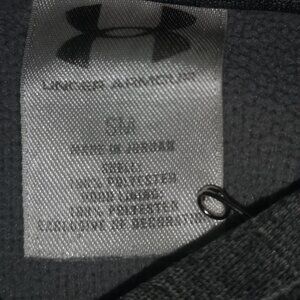 UNDER ARMOUR
SM
MADE IN JORDAN
SHELL:
100% POLYESTER
HOOD LINING:
100% POLYESTER
EXCLUSIVE OF DECORATION